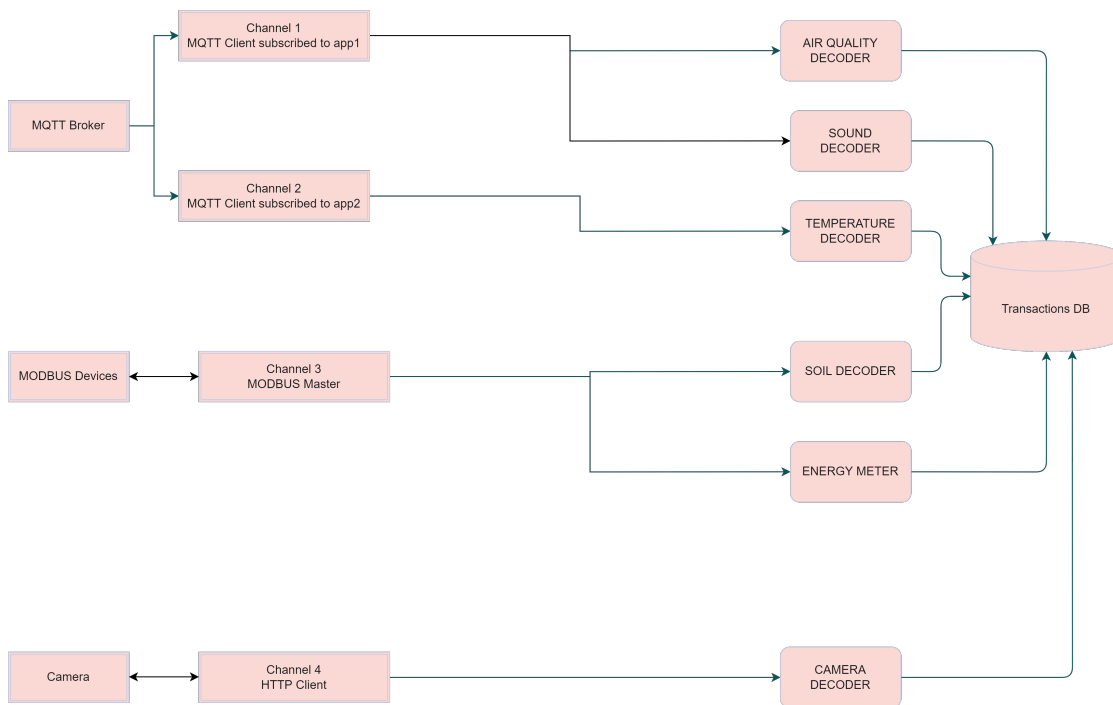 Channel 1
MQTT Client subscribed to app1
AIR QUALITY
DECODER
MQTT Broker
SOUND
DECODER
Channel 2
MQTT Client subscribed to app2
TEMPERATURE
DECODER
Transactions DB
MODBUS Devices
Channel 3
MODBUS Master
SOIL DECODER
ENERGY METER
Camera
Channel 4
HTTP Client
CAMERA
DECODER